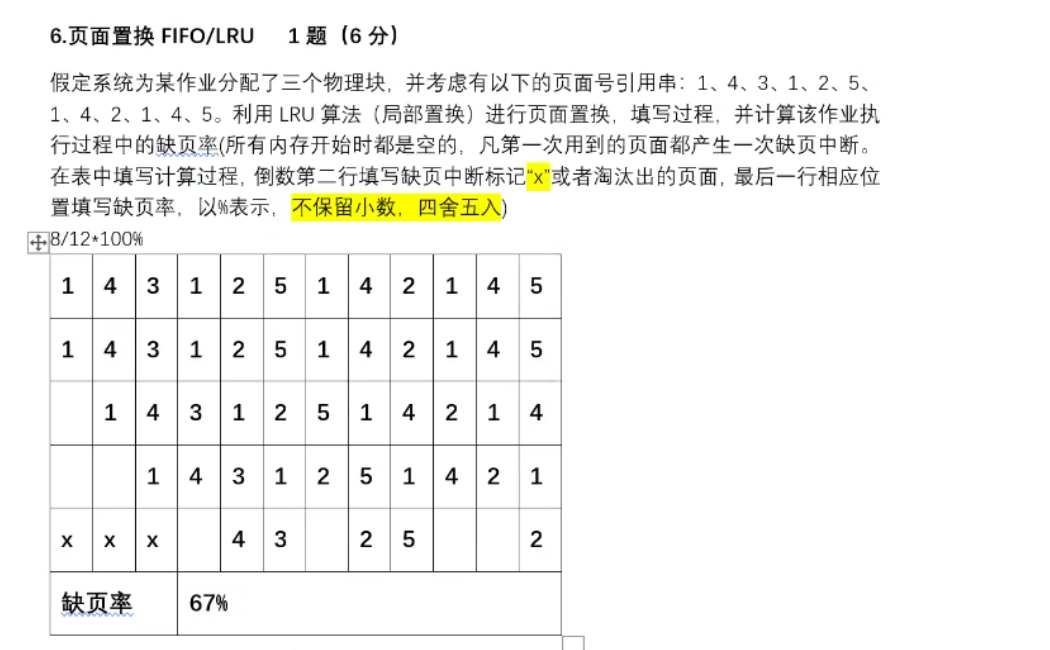 6.页面置换 FIFO/LRU 1 题（6 分）
假定系统为某作业分配了三个物理块，并考虑有以下的页面号引用串：1、4、3、1、2、5、
1、4、2、1、4、5。利用 LRU 算法（局部置换）进行页面置换，填写过程，并计算该作业执
行过程中的缺页率(所有内存开始时都是空的，凡第一次用到的页面都产生一次缺页中断。
在表中填写计算过程, 倒数第二行填写缺页中断标记“x”或者淘汰出的页面, 最后一行相应位
置填写缺页率，以%表示，不保留小数，四舍五入)
8/12*100%
1 4 3 1 2 5 1 4 2 1 4 5
1 4 3 1 2 5 1 4 2 1 4 5
1 4 3 1 2 5 1 4 2 1 4
1 4 3 1 2 5 1 4 2 1
x x x 4 3 2 5 2
缺页率 67%